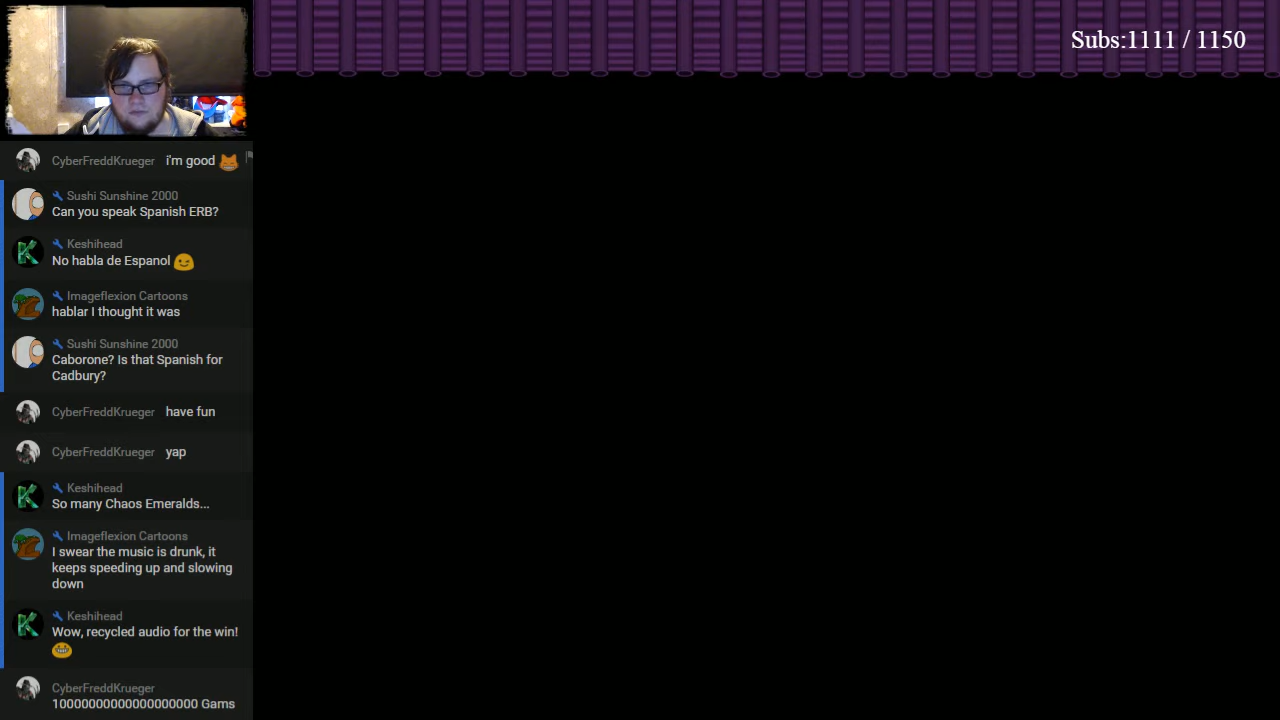 Subs:1111 / 1150
CyberFreddKrueger i'm good
Sushi Sunshine 2000
Can you speak Spanish ERB?
Keshihead
No habla de Espanol
Imageflexion Cartoons
hablar I thought it was
Sushi Sunshine 2000
Caborone? Is that Spanish for
Cadbury?
CyberFreddKrueger have fun
CyberFreddKrueger yap
Keshihead
So many Chaos Emeralds...
Imageflexion Cartoons
I swear the music is drunk, it
keeps speeding up and slowing
down
Keshihead
Wow, recycled audio for the win!
CyberFreddKrueger
10000000000000000000 Gams